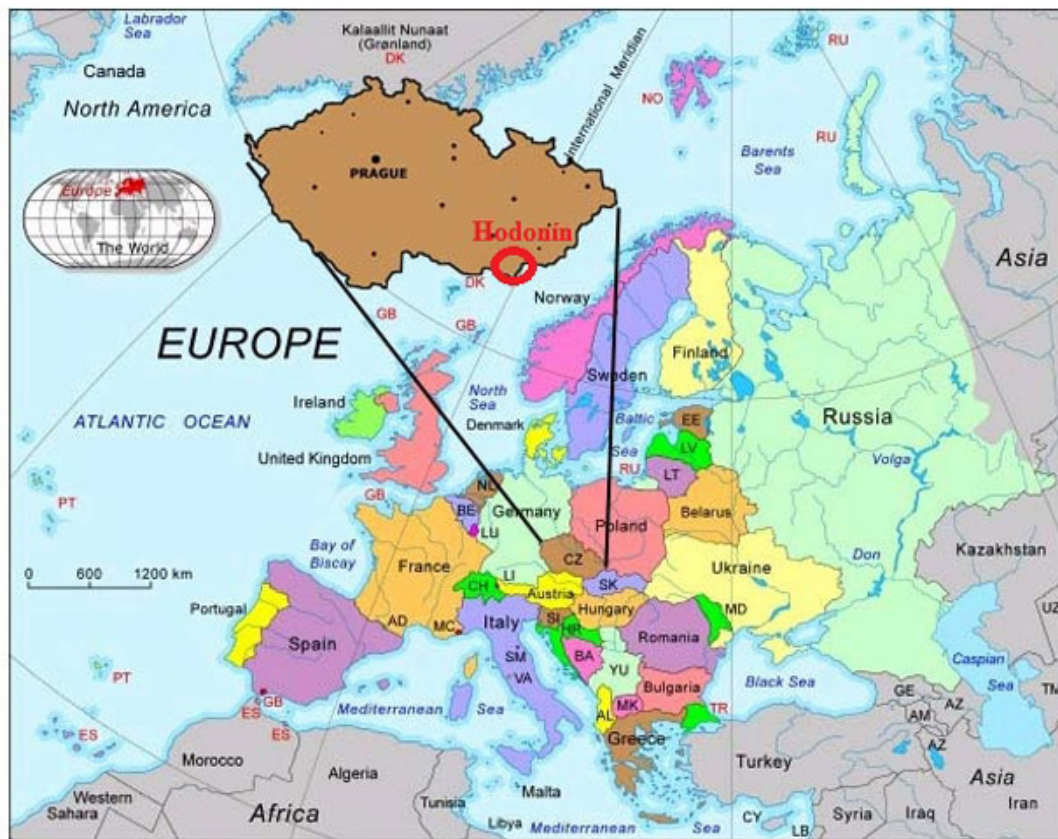 Labrador
Sea
Kalaallit Nunaat
(Grønland)
DK
Canada
North America
International Meridian
NO
RU
RU
Barents
Sea
Europe
The World
PRAGUE
Hodonín
Asia
DK
GB
GB
Norway
EUROPE
Finland
Sweden
North
Sea
Ireland
ATLANTIC OCEAN
Denmark
Baltic
Sea
EE
Russia
LV
United Kingdom
RU
LT
Volga
PT
GB
NL
BE
Germany
Poland
Belarus
LU
Bay of
Biscay
France
CZ
Ukraine
Don
Kazakhstan
0 600 1200 km
LI
CH
Austria
SK
Portugal
AD
MC
Italy
SI
HR
Hungary
MD
UZ
Spain
SM
VA
BA
YU
Romania
Caspian
Sea
PT
GB
ES
ES
ES
Mediterranean Sea
AL
MK
Bulgaria
Black Sea
TR
GE
AM
AZ
AZ
TM
Greece
Morocco
Algeria
Turkey
Asia
Iran
Western
Sahara
Africa
Tunisia
Malta
Libya
Mediterranean Sea
CY
LB
Syria
Iraq